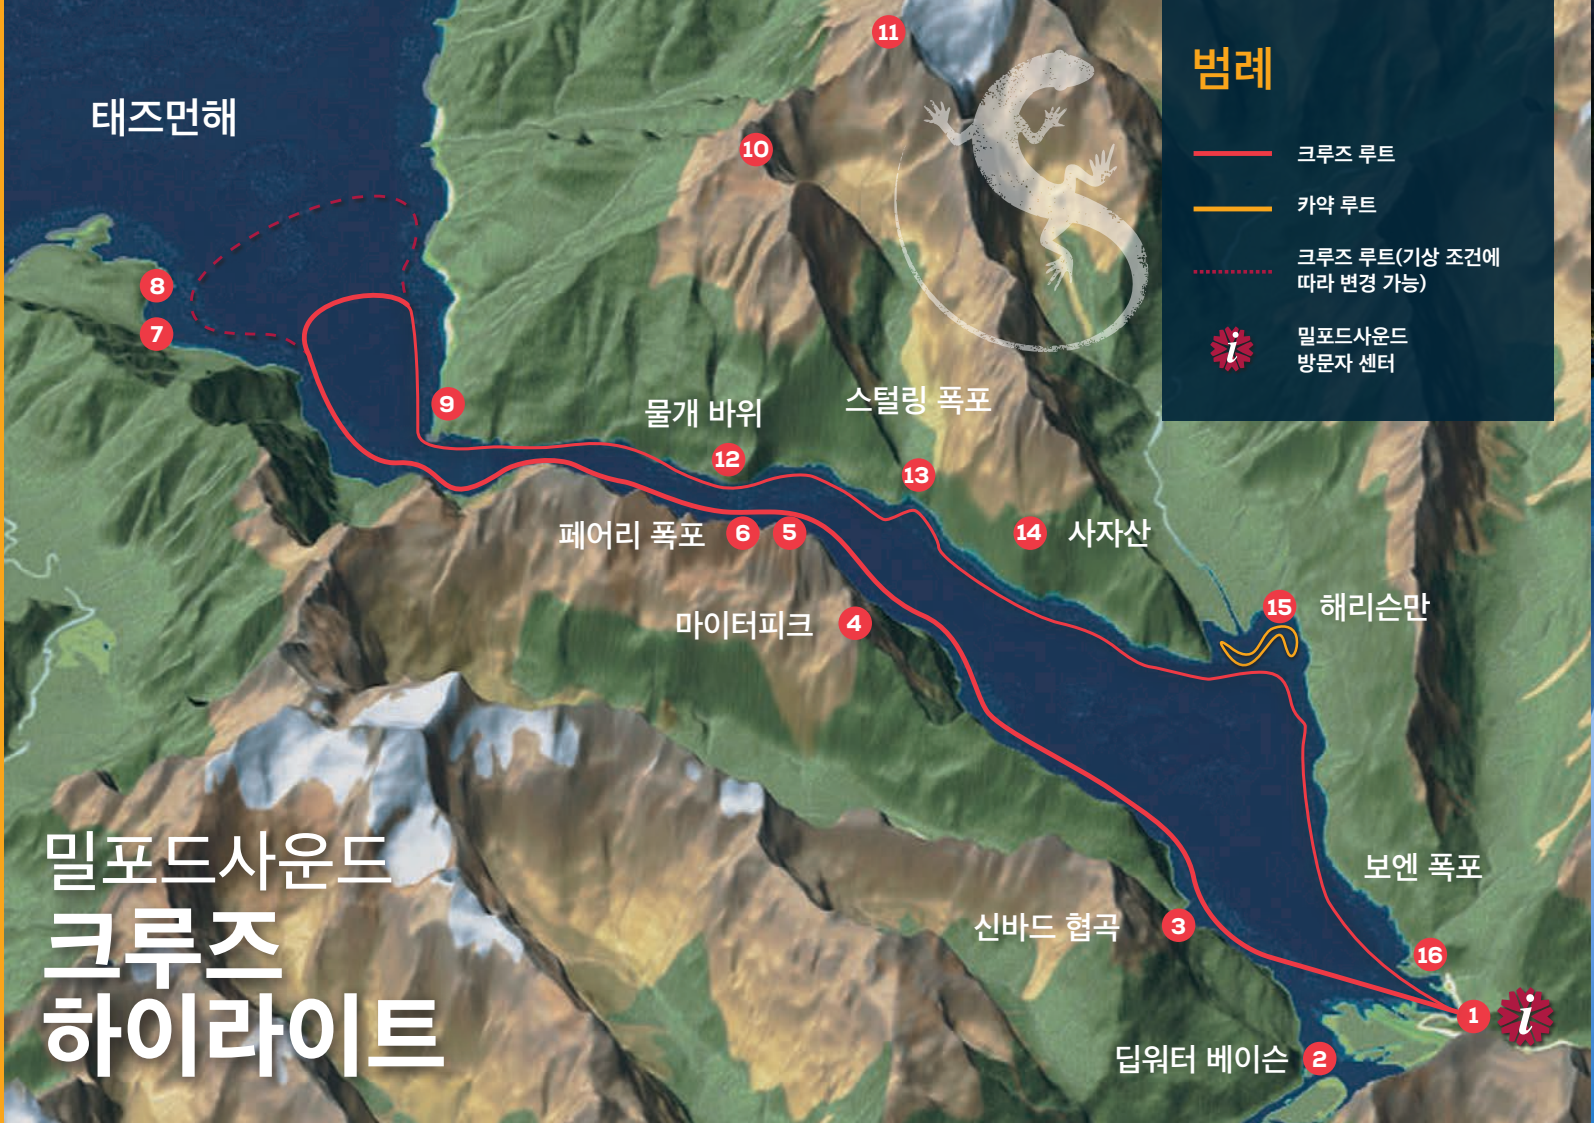 태즈먼해
범례
크루즈 루트
카약 루트
크루즈 루트(기상 조건에
따라 변경 가능)
i
밀포드사운드
방문자 센터
11
10
8
7
9
물개 바위
12
스털링 폭포
13
페어리 폭포
6
5
14
사자산
마이터피크
4
15
해리슨만
보엔 폭포
신바드 협곡
3
16
1
i
딥워터 베이슨
2
밀포드사운드
크루즈
하이라이트